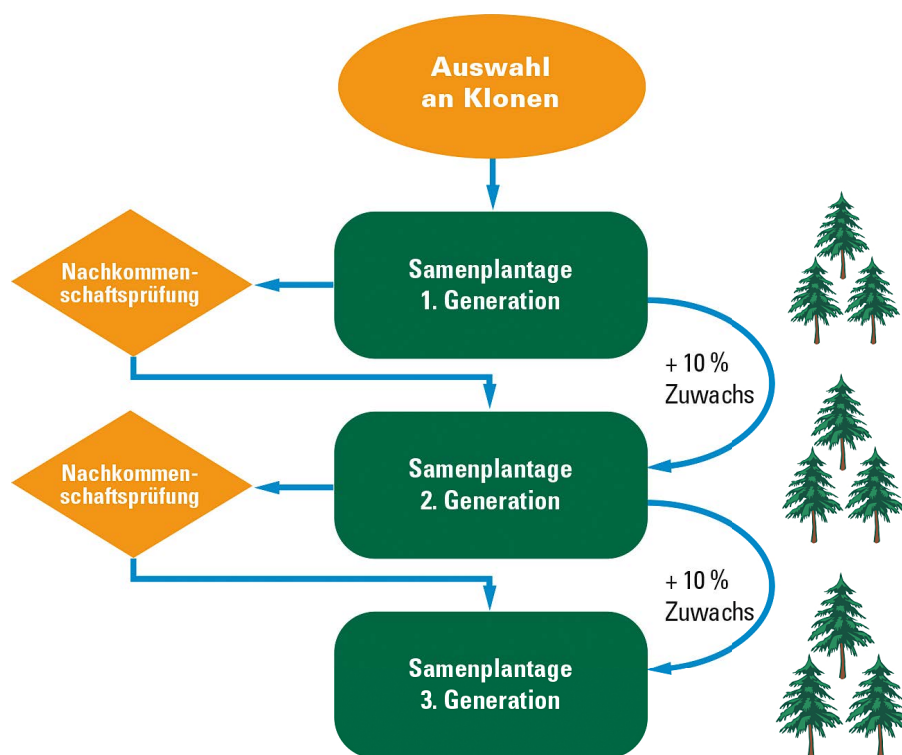 Auswahl
an Klonen
Samenplantage
1. Generation
Nachkommen-
schaftsprüfung
+ 10 %
Zuwachs
Samenplantage
2. Generation
Nachkommen-
schaftsprüfung
+ 10 %
Zuwachs
Samenplantage
3. Generation